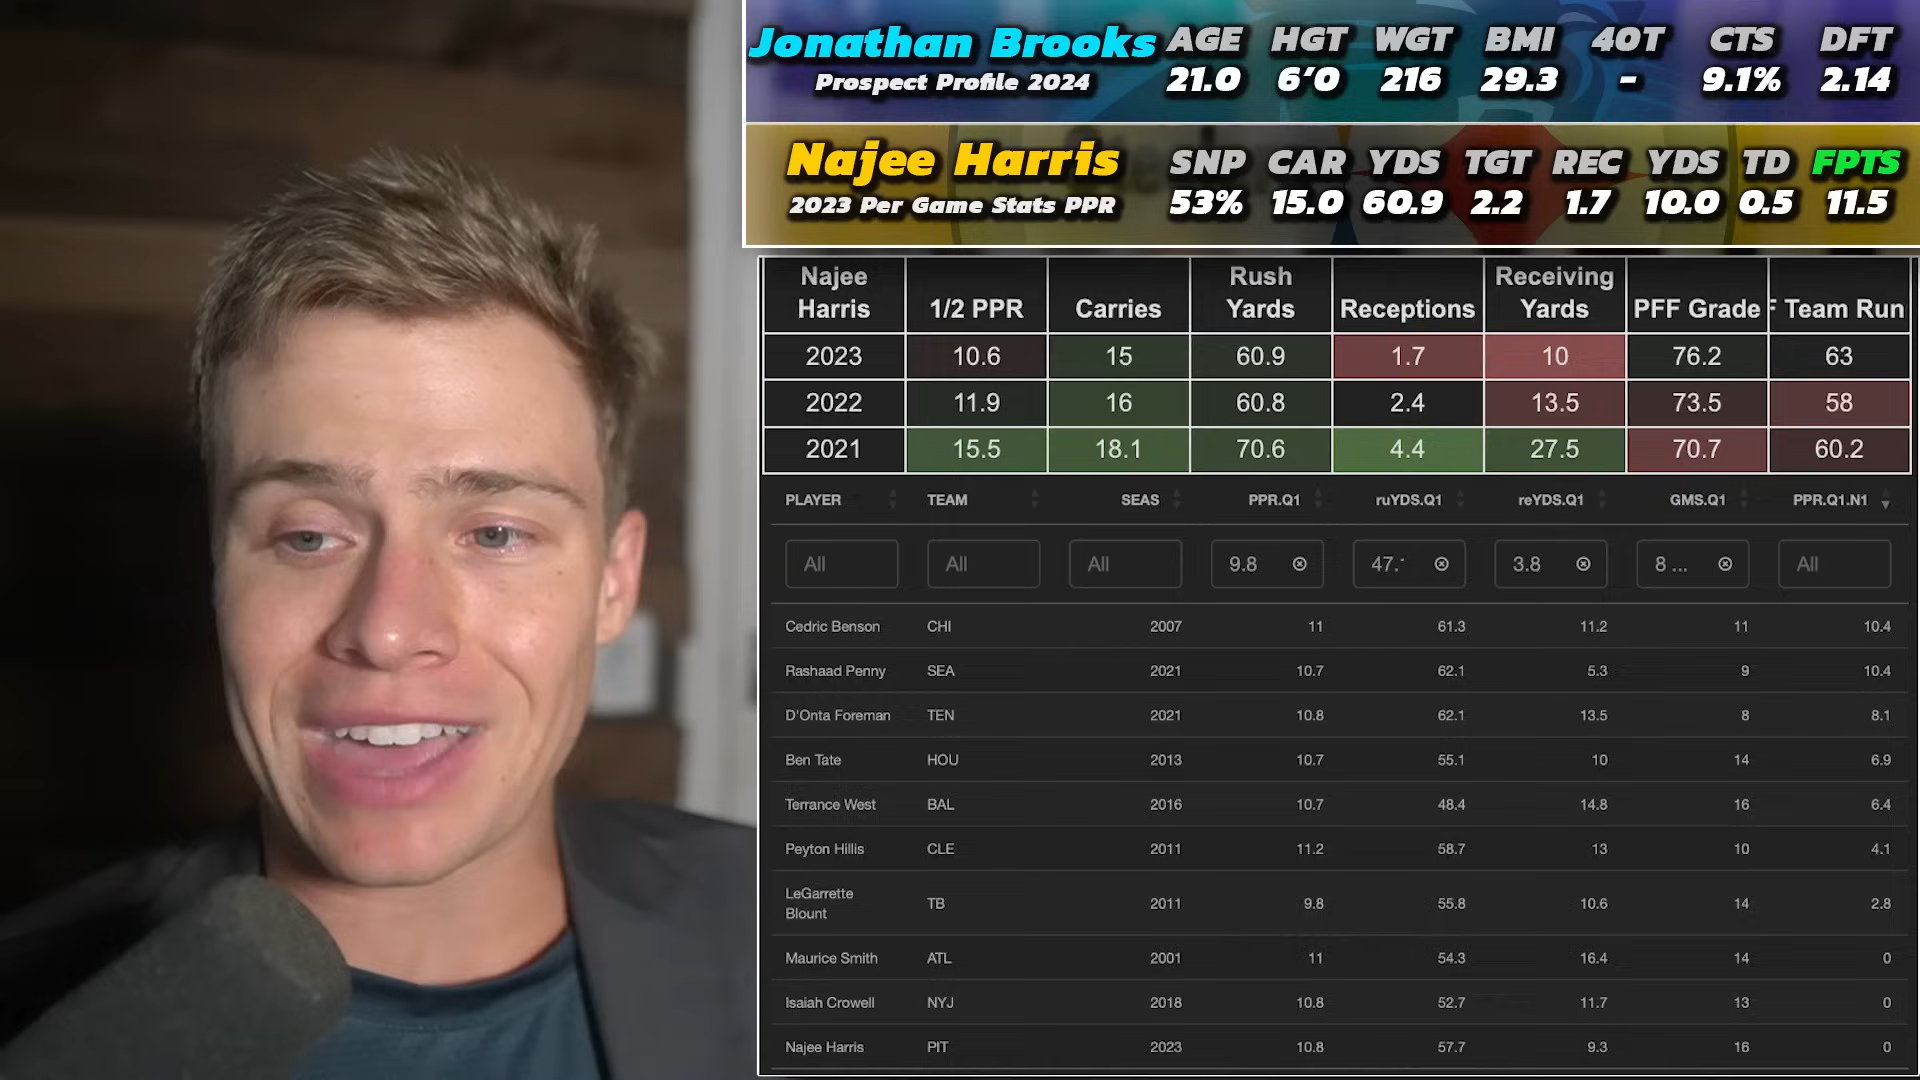 Jonathan Brooks AGE HGT WGT BMI 40T CTS DFT
Prospect Profile 2024 21.0 6'0 216 29.3 - 9.1% 2.14
Najee Harris SNP CAR YDS TGT REC YDS TD FPTS
2023 Per Game Stats PPR 53% 15.0 60.9 2.2 1.7 10.0 0.5 11.5
Najee Harris 1/2 PPR Carries Rush Yards Receptions Receiving Yards PFF Grade F Team Run
2023 10.6 15 60.9 1.7 10 76.2 63
2022 11.9 16 60.8 2.4 13.5 73.5 58
2021 15.5 18.1 70.6 4.4 27.5 70.7 60.2
PLAYER TEAM SEAS PPR.Q1 ruYDS.Q1 reYDS.Q1 GMS.Q1 PPR.Q1.N1
All All All 9.8 47. 3.8 8 ... All
Cedric Benson CHI 2007 11 61.3 11.2 11 10.4
Rashaad Penny SEA 2021 10.7 62.1 5.3 9 10.4
D'Onta Foreman TEN 2021 10.8 62.1 13.5 8 8.1
Ben Tate HOU 2013 10.7 55.1 10 14 6.9
Terrance West BAL 2016 10.7 48.4 14.8 16 6.4
Peyton Hillis CLE 2011 11.2 58.7 13 10 4.1
LeGarrette Blount TB 2011 9.8 55.8 10.6 14 2.8
Maurice Smith ATL 2001 11 54.3 16.4 14 0
Isaiah Crowell NYJ 2018 10.8 52.7 11.7 13 0
Najee Harris PIT 2023 10.8 57.7 9.3 16 0